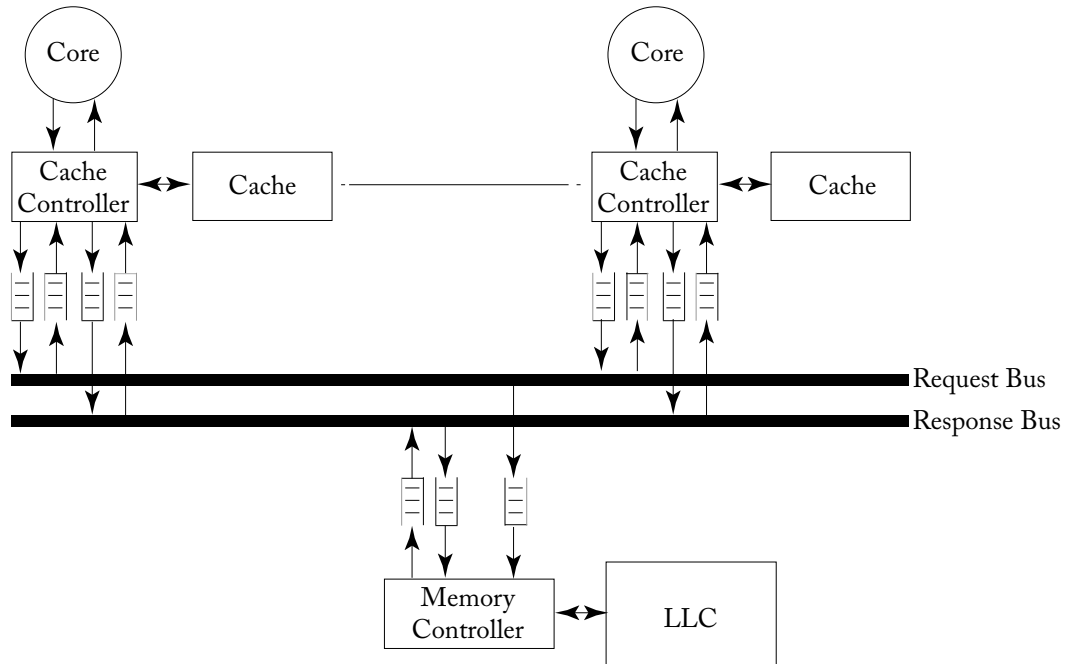 Core
Core
Cache
Controller
Cache
Cache
Controller
Cache
Request Bus
Response Bus
Memory
Controller
LLC